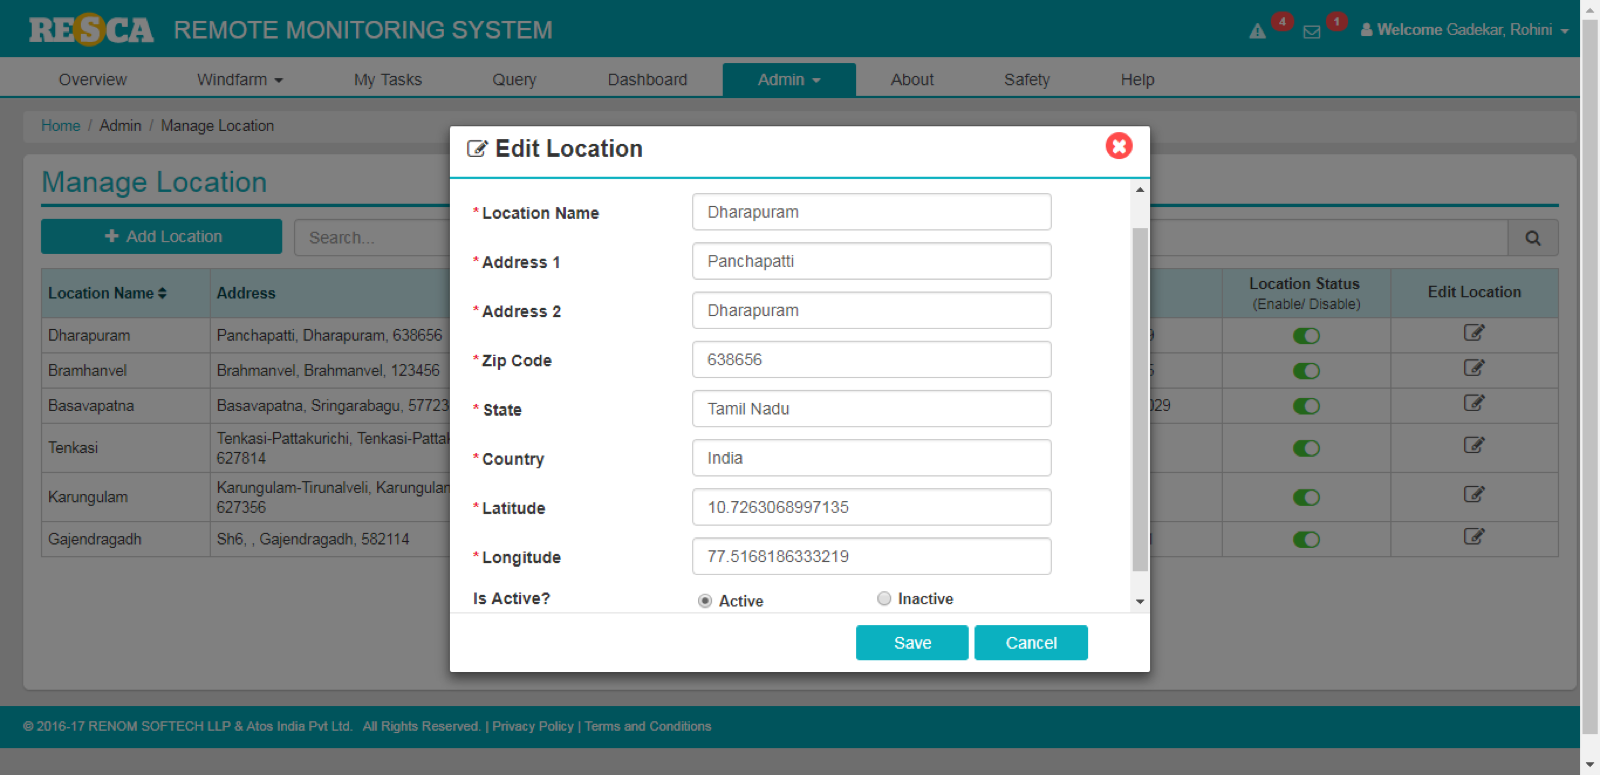 RESCA REMOTE MONITORING SYSTEM 4 1 Welcome Gadekar, Rohini
Overview Windfarm My Tasks Query Dashboard Admin About Safety Help
Home / Admin / Manage Location
Manage Location
Add Location Search...
Location Name Address Location Status Edit Location
(Enable/ Disable)
Dharapuram Panchapatti, Dharapuram, 638656
Bramhanvel Brahmanvel, Brahmanvel, 123456
Basavapatna Basavapatna, Sringarabagu, 57723 029
Tenkasi Tenkasi-Pattakurichi, Tenkasi-Pattak
627814
Karungulam Karungulam-Tirunalveli, Karungulam
627356
Gajendragadh Sh6, , Gajendragadh, 582114
Edit Location
* Location Name Dharapuram
* Address 1 Panchapatti
* Address 2 Dharapuram
* Zip Code 638656
* State Tamil Nadu
* Country India
* Latitude 10.7263068997135
* Longitude 77.5168186333219
Is Active? Active Inactive
Save Cancel
© 2016-17 RENOM SOFTECH LLP & Atos India Pvt Ltd. All Rights Reserved. | Privacy Policy | Terms and Conditions